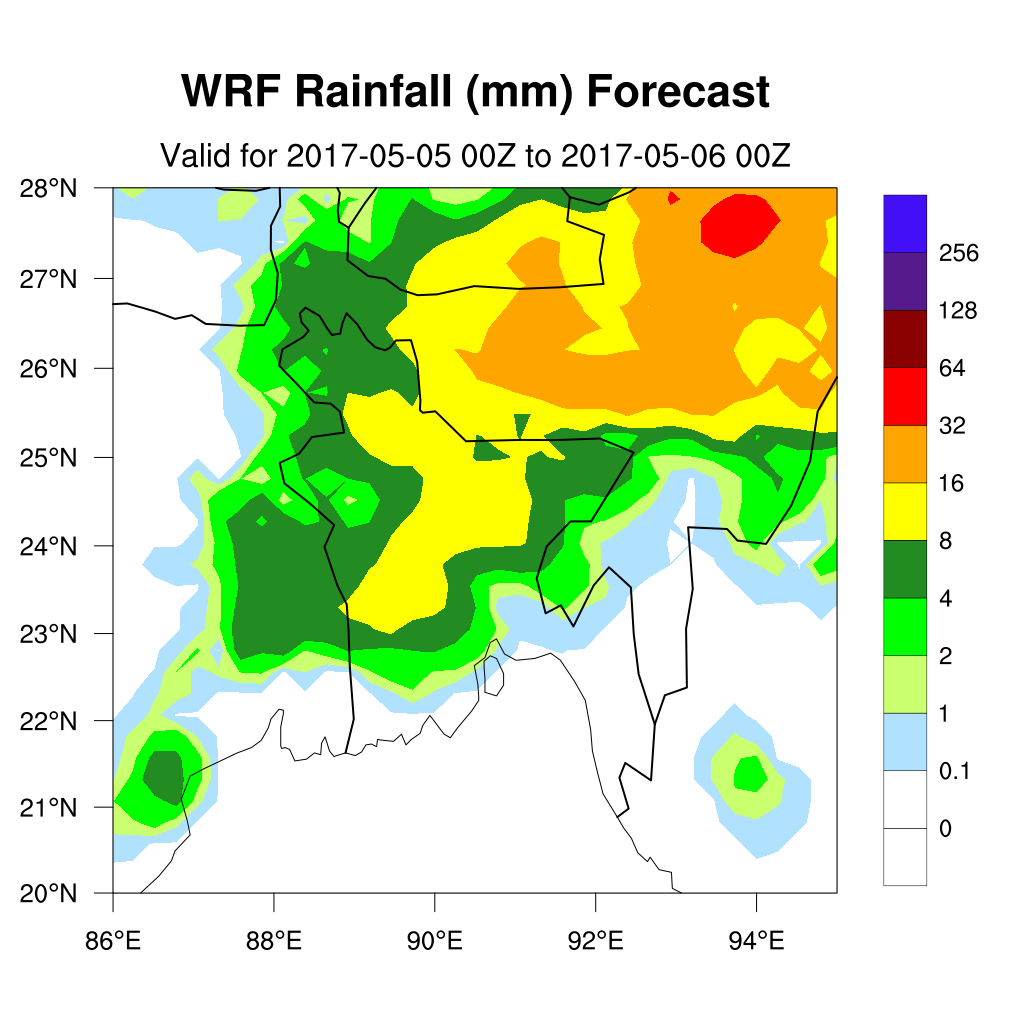 WRF Rainfall (mm) Forecast
Valid for 2017-05-05 00Z to 2017-05-06 00Z
28°N
27°N
26°N
25°N
24°N
23°N
22°N
21°N
20°N
86°E 88°E 90°E 92°E 94°E
256
128
64
32
16
8
4
2
1
0.1
0